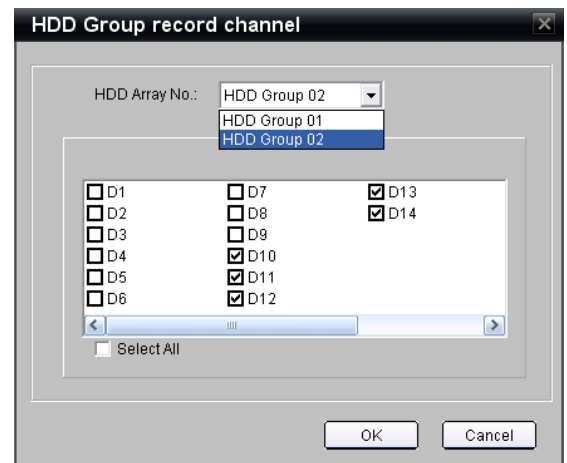 HDD Group record channel
HDD Array No.: HDD Group 02
HDD Group 01
HDD Group 02
D1 D7 D13
D2 D8 D14
D3 D9
D4 D10
D5 D11
D6 D12
Select All
OK Cancel